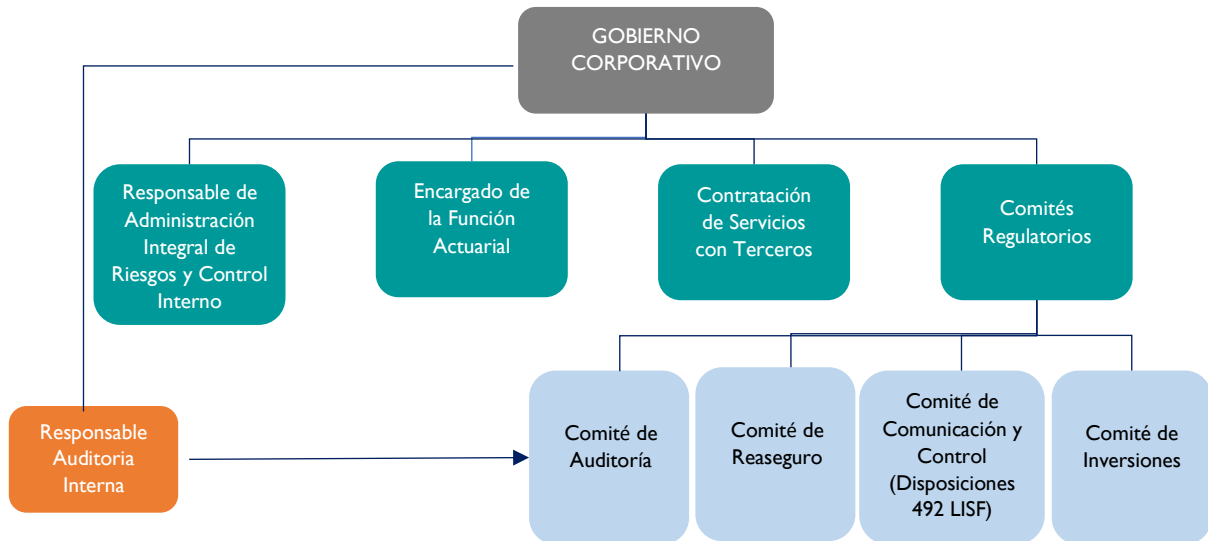 GOBIERNO
CORPORATIVO
Responsable de
Administración
Integral de
Riesgos y Control
Interno
Encargado de
la Función
Actuarial
Contratación
de Servicios
con Terceros
Comités
Regulatorios
Responsable
Auditoria
Interna
Comité de
Auditoría
Comité de
Reaseguro
Comité de
Comunicación y
Control
(Disposiciones
492 LISF)
Comité de
Inversiones